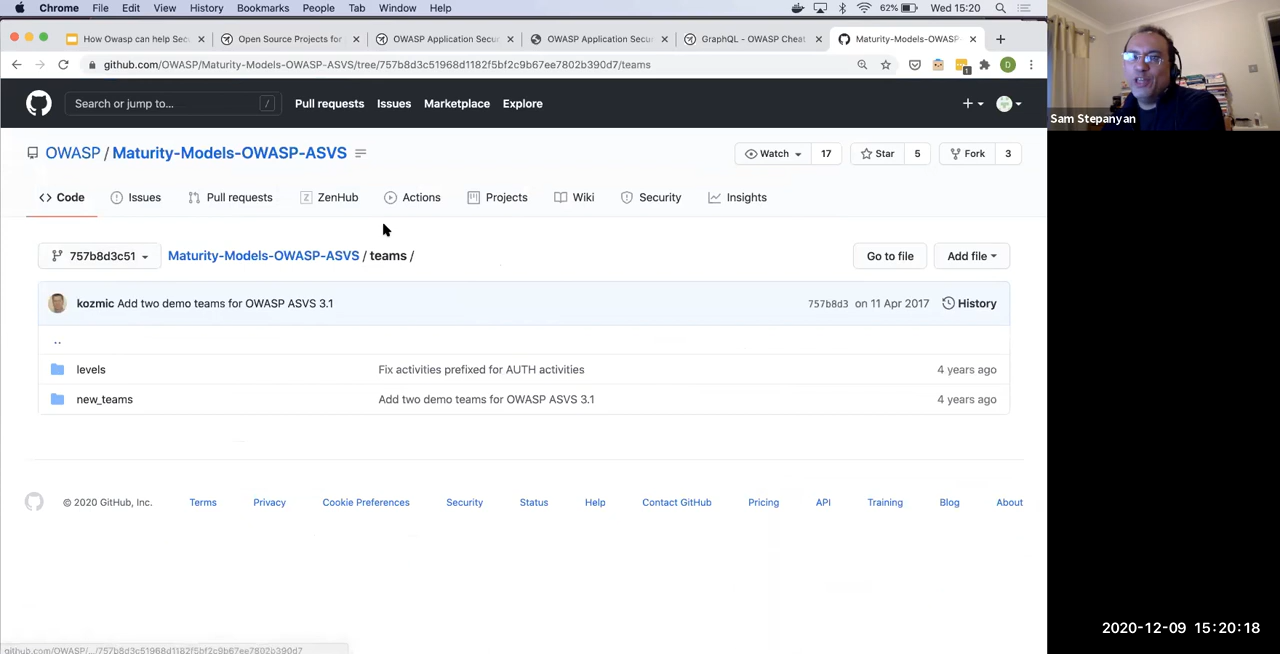 Chrome File Edit View History Bookmarks People Tab Window Help 62% Wed 15:20
How Owasp can help Sec Open Source Projects for OWASP Application Secur OWASP Application Secu GraphQL - OWASP Cheat Maturity-Models-OWASP-
github.com/OWASP/Maturity-Models-OWASP-ASVS/tree/757b8d3c51968d1182f5bf2c9b67ee7802b390d7/teams 1 D
Search or jump to... / Pull requests Issues Marketplace Explore
Sam Stepanyan
OWASP / Maturity-Models-OWASP-ASVS Watch 17 Star 5 Fork 3
Code Issues Pull requests ZenHub Actions Projects Wiki Security Insights
757b8d3c51 Maturity-Models-OWASP-ASVS / teams / Go to file Add file
kozmic Add two demo teams for OWASP ASVS 3.1 757b8d3 on 11 Apr 2017 History
..
levels Fix activities prefixed for AUTH activities 4 years ago
new_teams Add two demo teams for OWASP ASVS 3.1 4 years ago
© 2020 GitHub, Inc. Terms Privacy Cookie Preferences Security Status Help Contact GitHub Pricing API Training Blog About
2020-12-09 15:20:18
github.com/OWASP/.../757b8d3c51968d1182f5bf2c9b67ee7802b390d7